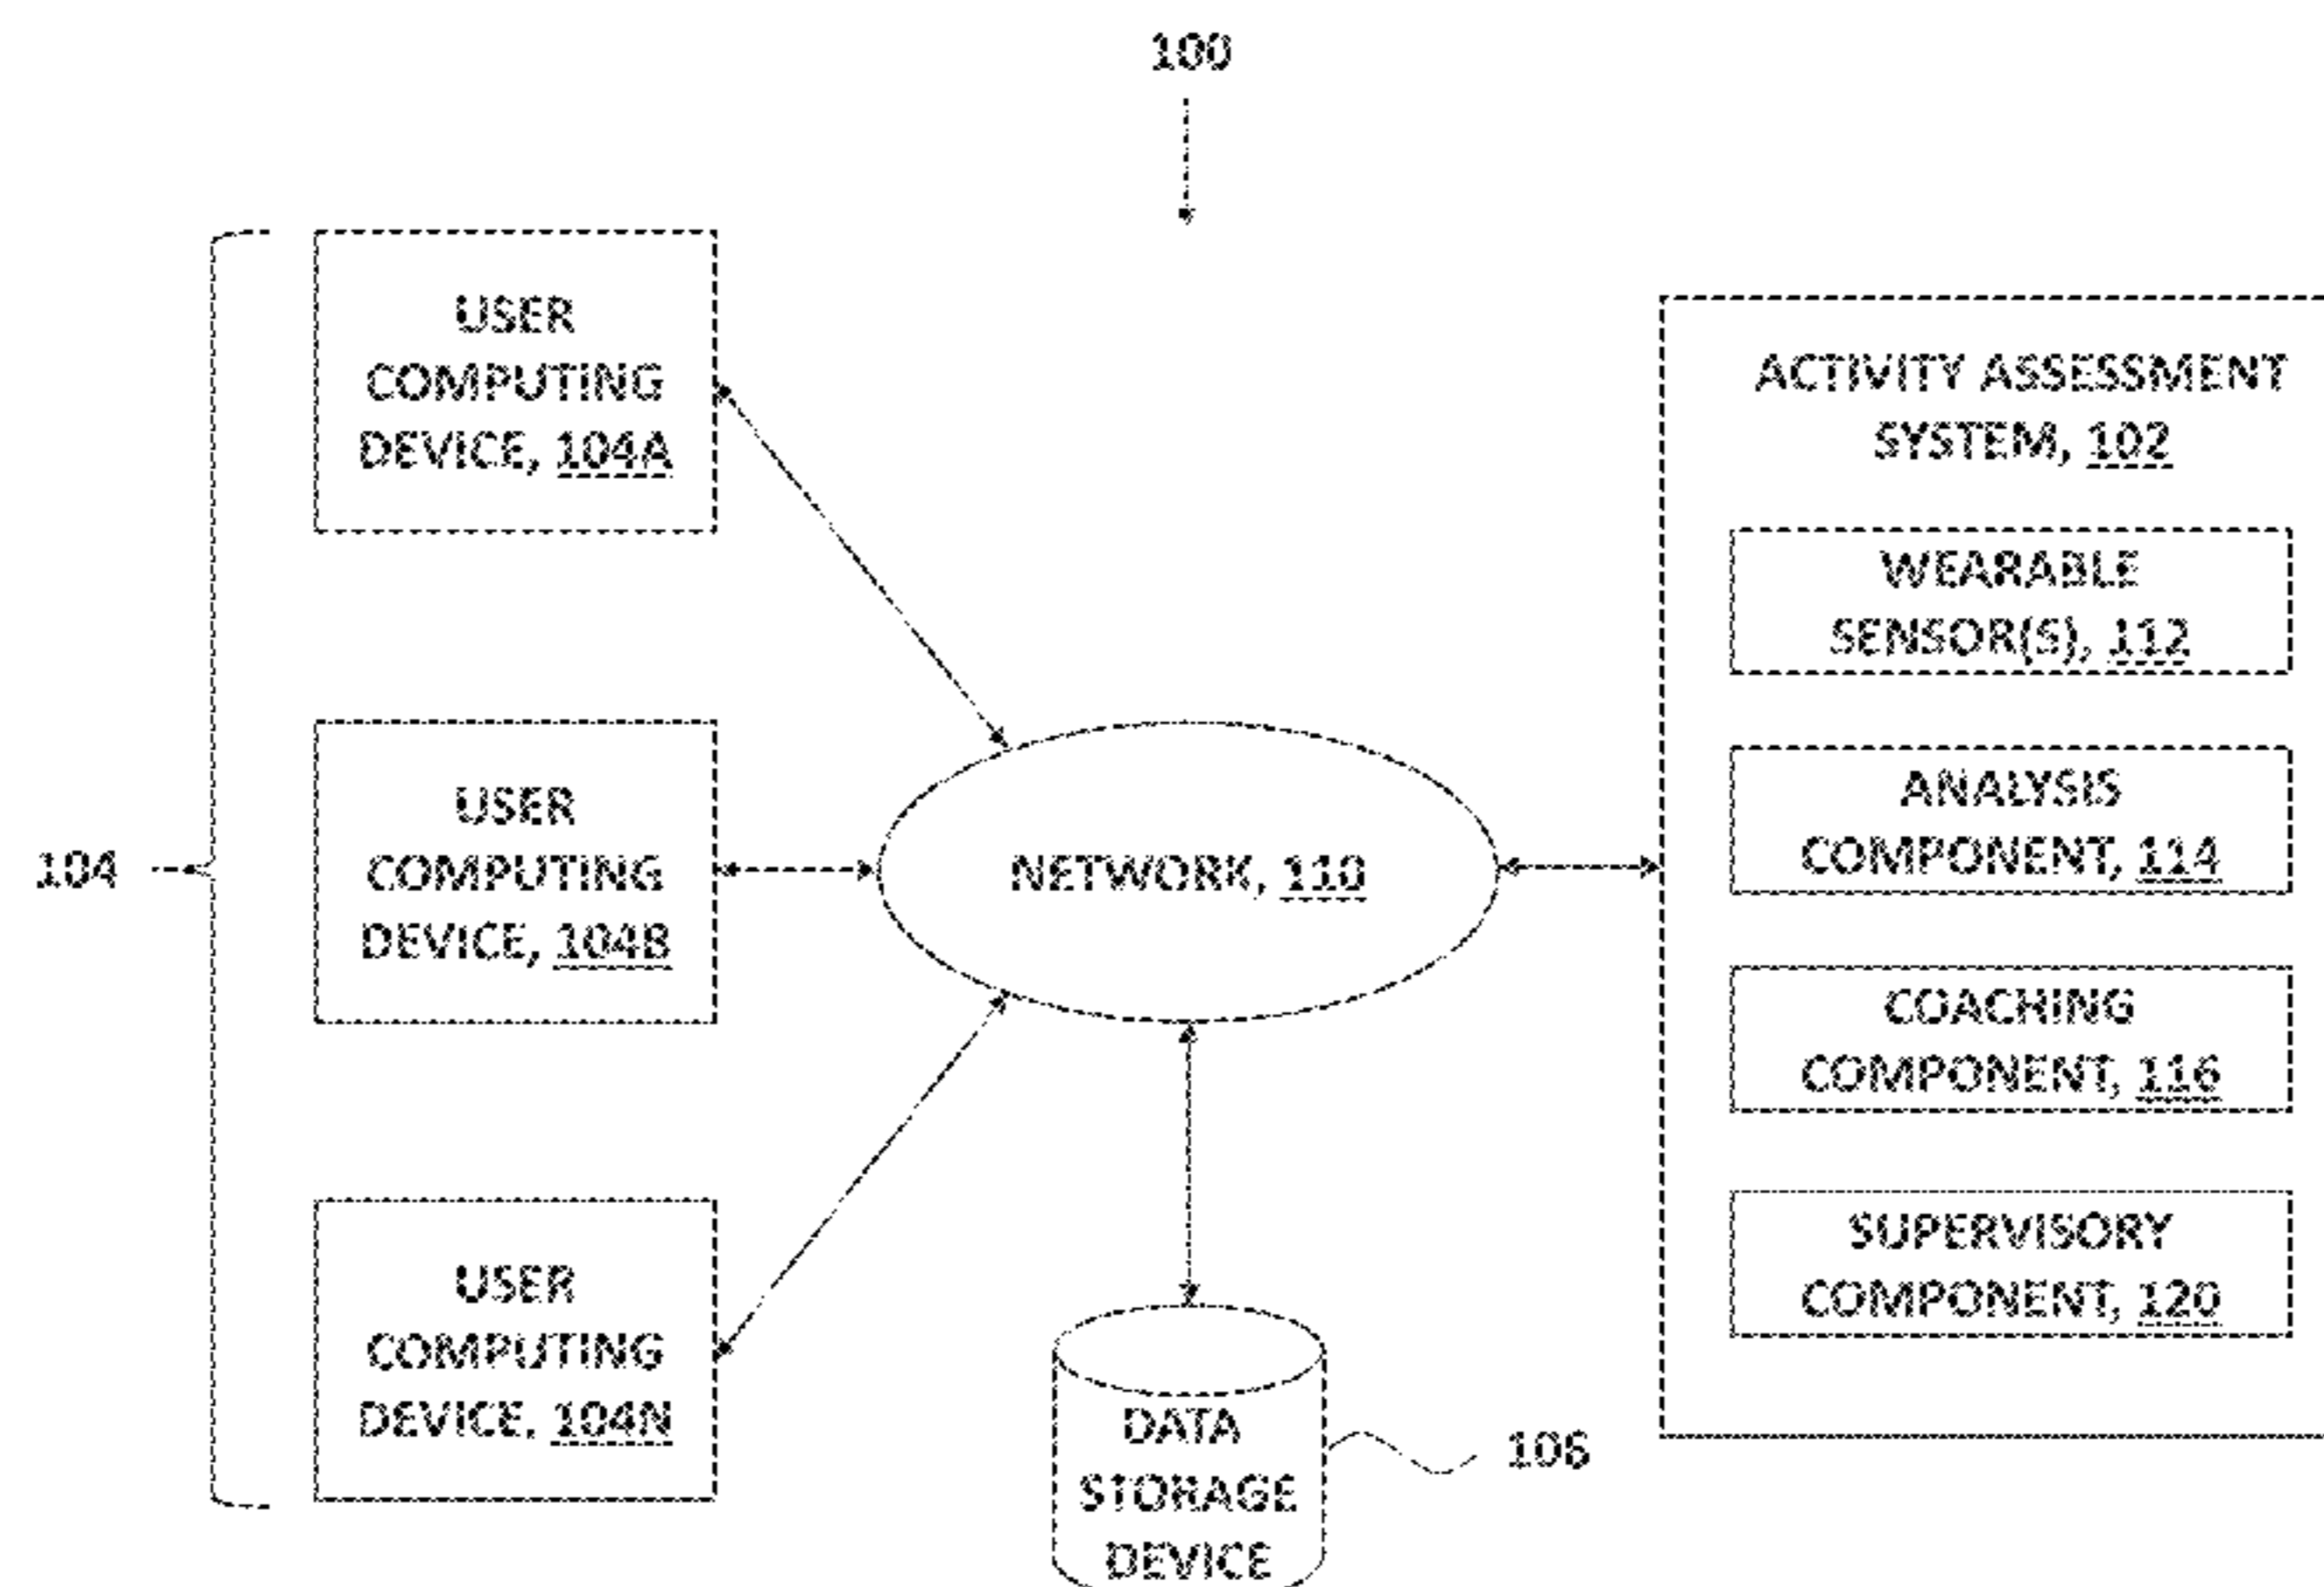 100
USER
COMPUTING
DEVICE, 104A
ACTIVITY ASSESSMENT
SYSTEM, 102
WEARABLE
SENSOR(S), 112
USER
COMPUTING
DEVICE, 104B
104
NETWORK, 110
ANALYSIS
COMPONENT, 114
COACHING
COMPONENT, 116
SUPERVISORY
COMPONENT, 120
USER
COMPUTING
DEVICE, 104N
DATA
STORAGE
DEVICE
106